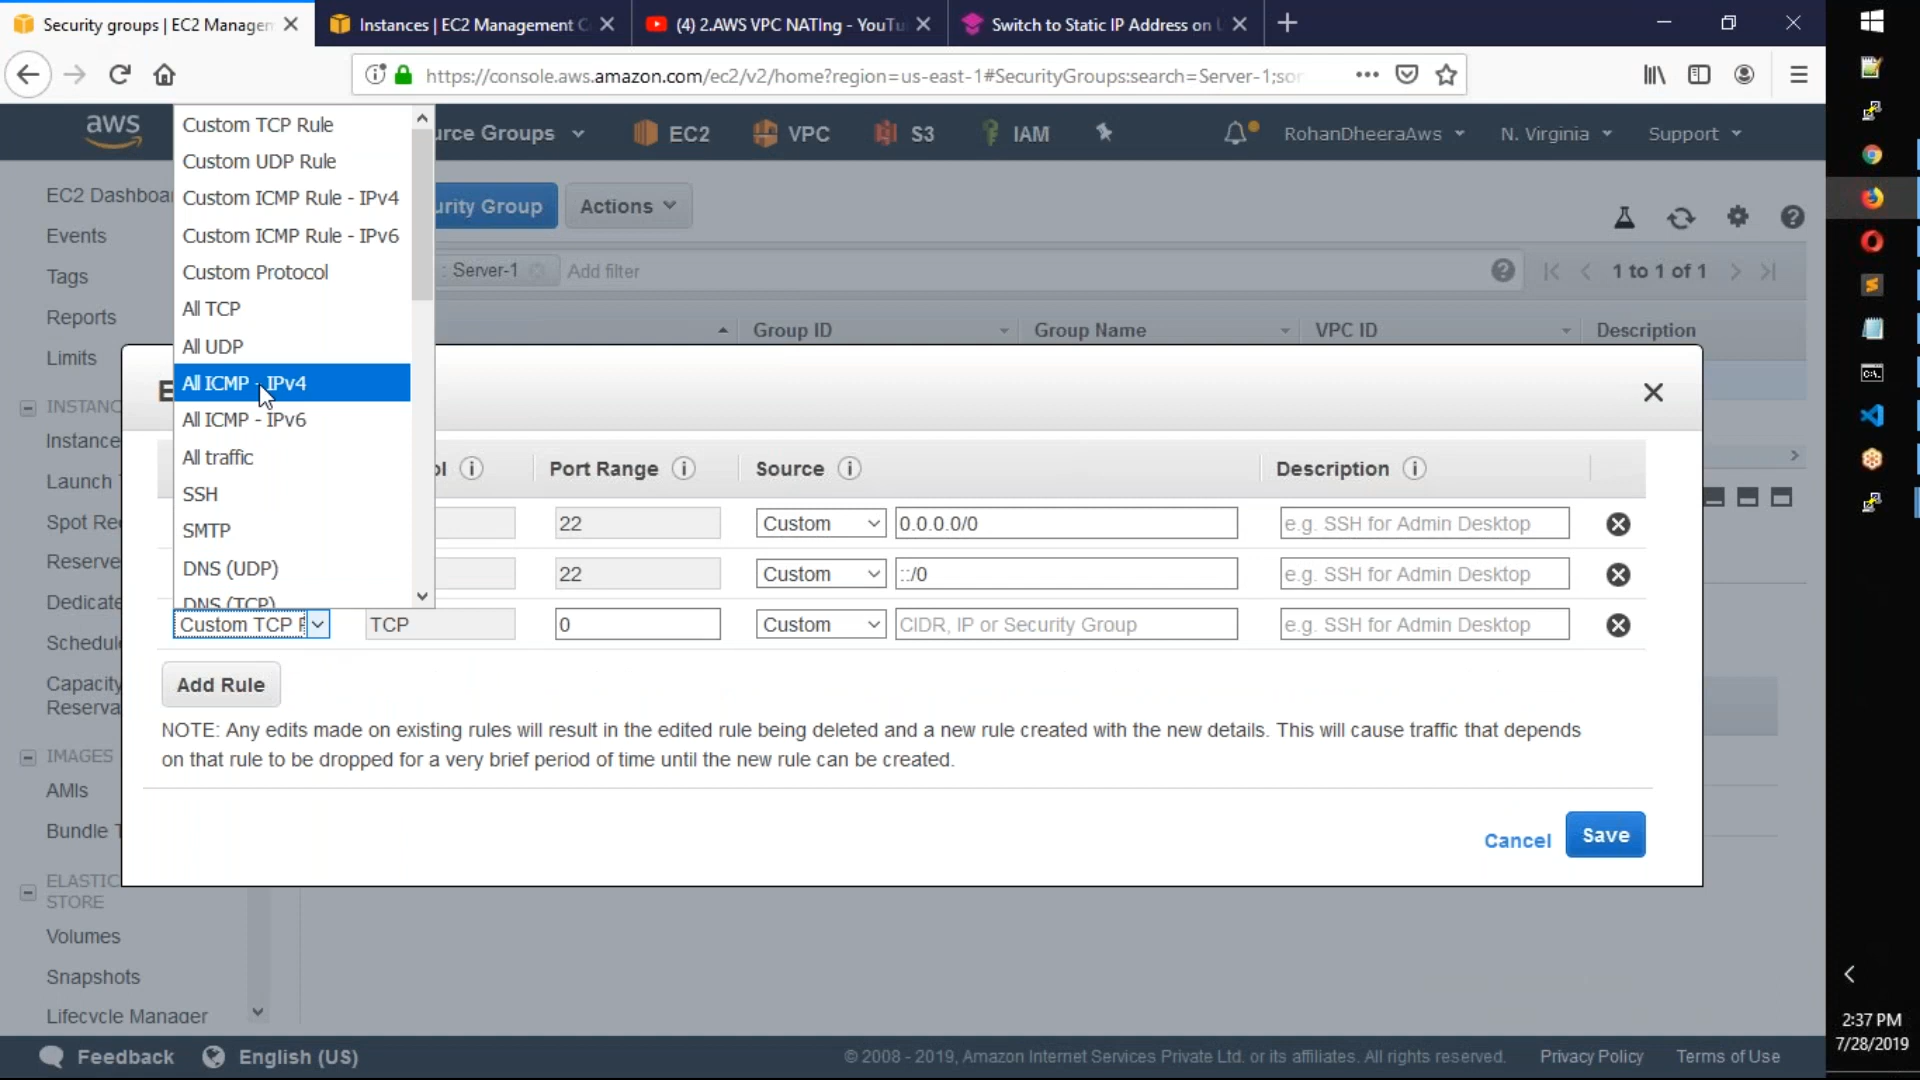 Security groups | EC2 Managem
Instances | EC2 Management C
(4) 2.AWS VPC NATIng - YouTu
Switch to Static IP Address on U
https://console.aws.amazon.com/ec2/v2/home?region=us-east-1#SecurityGroups:search=Server-1;sor
aws
urce Groups
EC2
VPC
S3
IAM
RohanDheeraAws
N. Virginia
Support
Custom TCP Rule
Custom UDP Rule
Custom ICMP Rule - IPv4
Custom ICMP Rule - IPv6
Custom Protocol
All TCP
All UDP
All ICMP - IPv4
All ICMP - IPv6
All traffic
SSH
SMTP
DNS (UDP)
DNS (TCP)
EC2 Dashboar
Events
Tags
Reports
Limits
INSTANC
Instance
Launch T
Spot Re
Reserve
Dedicate
Schedul
Capacity
Reserva
IMAGES
AMIs
Bundle T
ELASTIC
STORE
Volumes
Snapshots
Lifecycle Manager
urity Group
Actions
: Server-1
Add filter
1 to 1 of 1
Group ID
Group Name
VPC ID
Description
E
ol
Port Range
Source
Description
22
Custom
0.0.0.0/0
e.g. SSH for Admin Desktop
22
Custom
::/0
e.g. SSH for Admin Desktop
Custom TCP F
TCP
0
Custom
CIDR, IP or Security Group
e.g. SSH for Admin Desktop
Add Rule
NOTE: Any edits made on existing rules will result in the edited rule being deleted and a new rule created with the new details. This will cause traffic that depends
on that rule to be dropped for a very brief period of time until the new rule can be created.
Cancel
Save
Feedback
English (US)
© 2008 - 2019, Amazon Internet Services Private Ltd. or its affiliates. All rights reserved.
Privacy Policy
Terms of Use
2:37 PM
7/28/2019